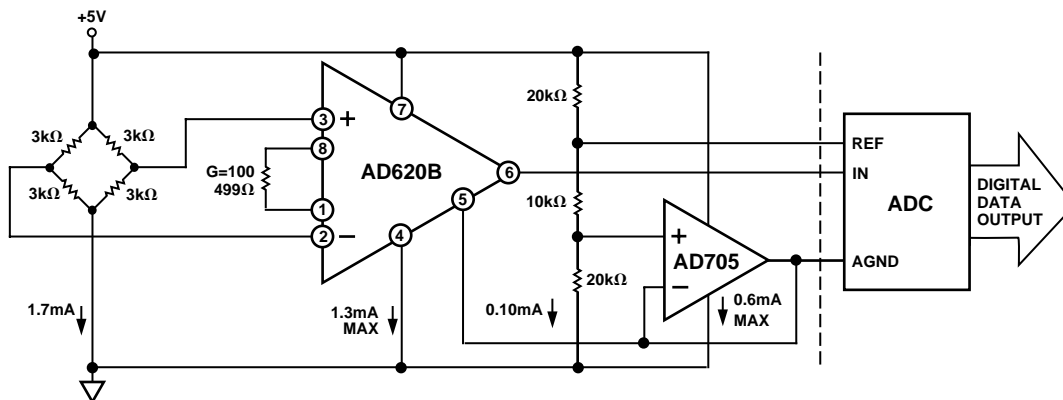 +5V
3kΩ
3kΩ
3kΩ
3kΩ
G=100
499Ω
3
+
8
1
2
−
7
AD620B
6
5
4
20kΩ
10kΩ
20kΩ
+
AD705
−
REF
IN
ADC
AGND
DIGITAL
DATA
OUTPUT
1.7mA
1.3mA
MAX
0.10mA
0.6mA
MAX